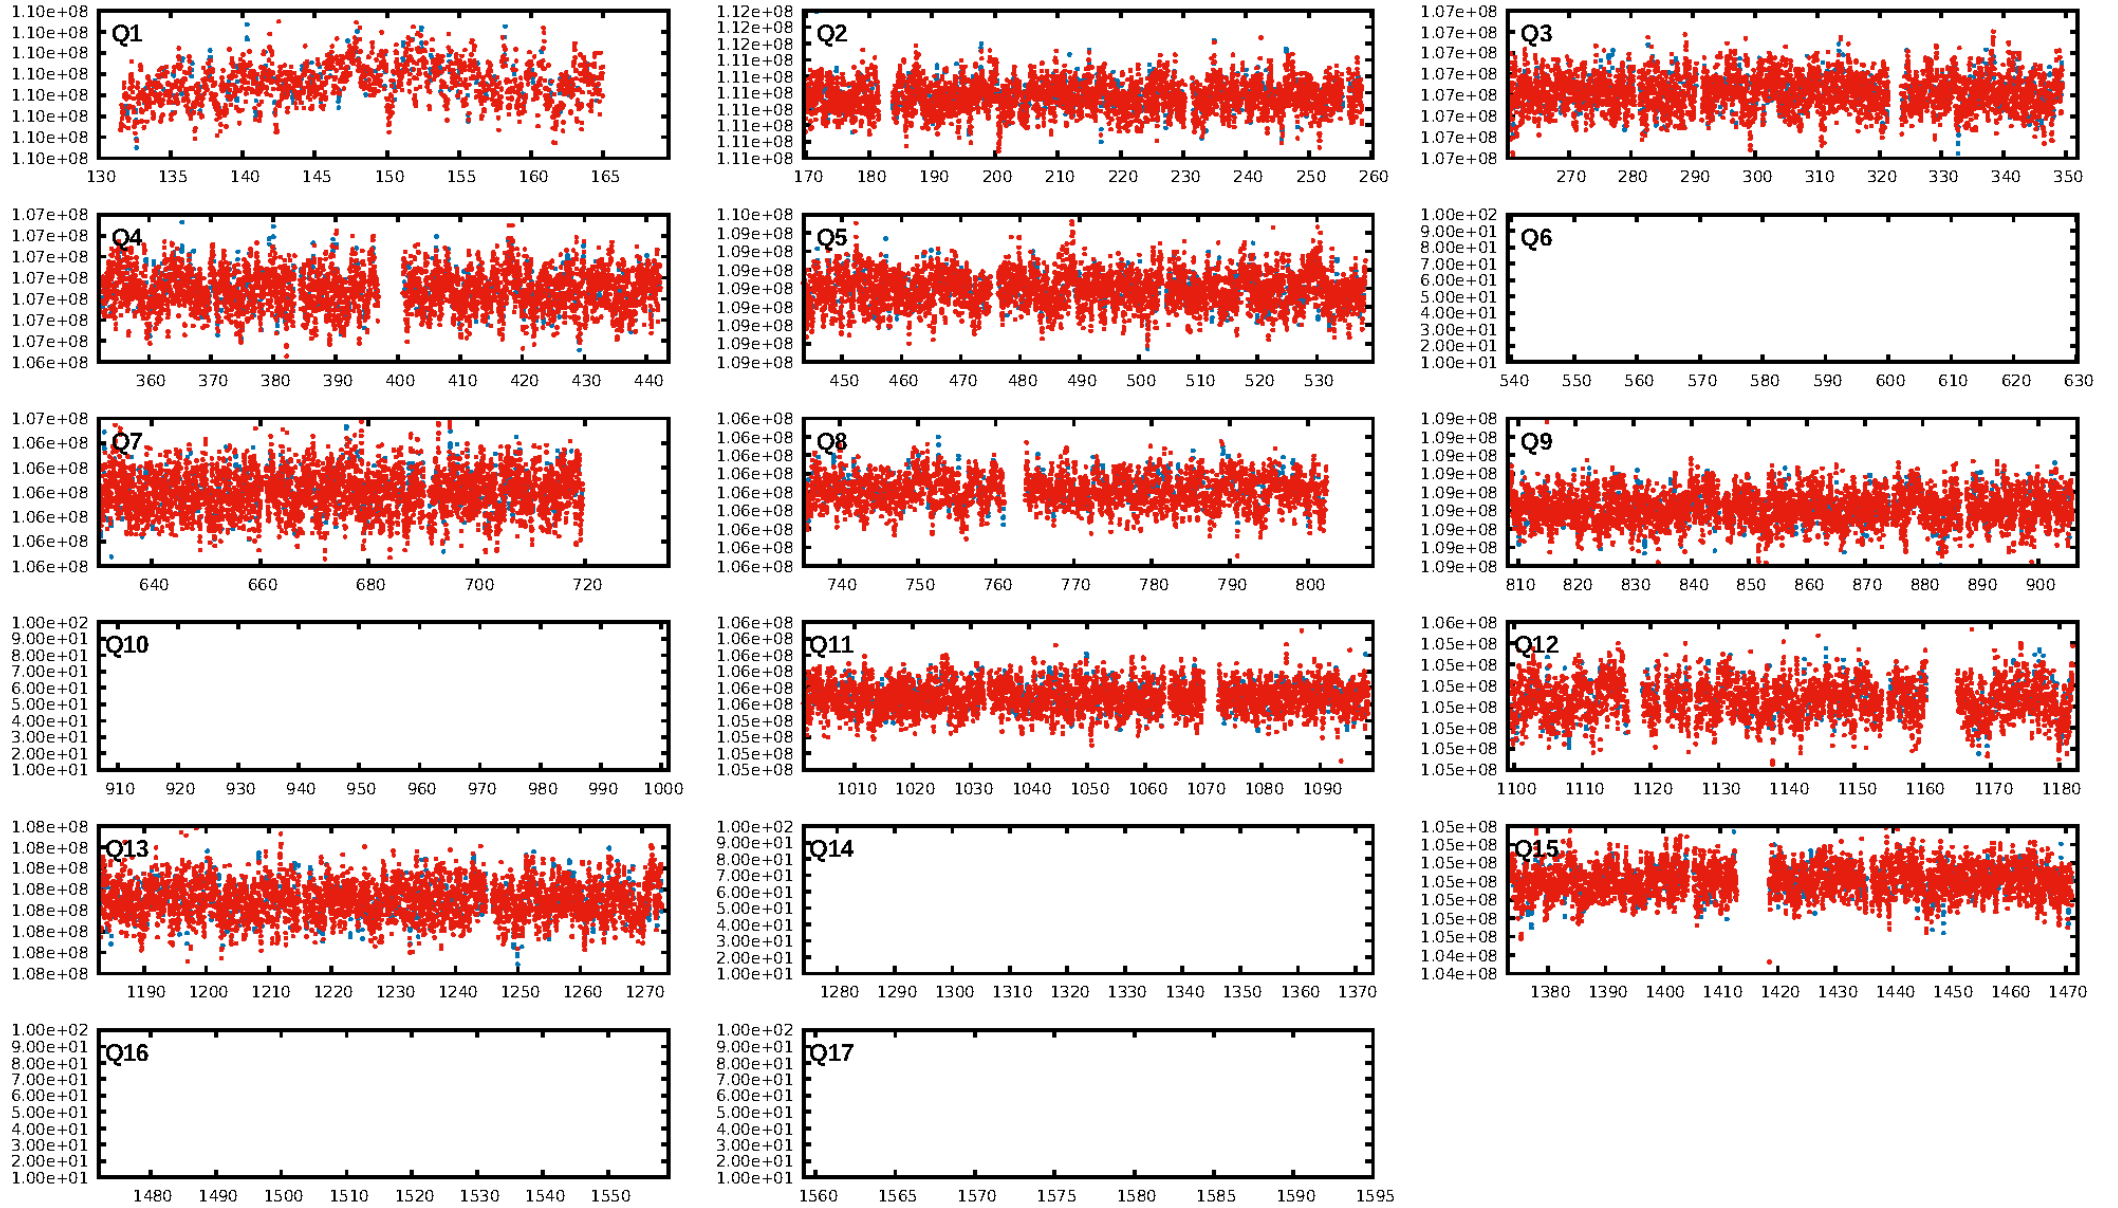 1.10e+08
1.10e+08
1.10e+08
1.10e+08
1.10e+08
1.10e+08
1.10e+08
1.10e+08
Q1
130 135 140 145 150 155 160 165
1.12e+08
1.12e+08
1.12e+08
1.11e+08
1.11e+08
1.11e+08
1.11e+08
1.11e+08
1.11e+08
1.11e+08
Q2
170 180 190 200 210 220 230 240 250 260
1.07e+08
1.07e+08
1.07e+08
1.07e+08
1.07e+08
1.07e+08
1.07e+08
1.07e+08
Q3
270 280 290 300 310 320 330 340 350
1.07e+08
1.07e+08
1.07e+08
1.07e+08
1.07e+08
1.07e+08
1.07e+08
1.06e+08
Q4
360 370 380 390 400 410 420 430 440
1.10e+08
1.09e+08
1.09e+08
1.09e+08
1.09e+08
1.09e+08
1.09e+08
1.09e+08
1.09e+08
Q5
450 460 470 480 490 500 510 520 530
1.00e+02
9.00e+01
8.00e+01
7.00e+01
6.00e+01
5.00e+01
4.00e+01
3.00e+01
2.00e+01
1.00e+01
Q6
540 550 560 570 580 590 600 610 620 630
1.07e+08
1.06e+08
1.06e+08
1.06e+08
1.06e+08
1.06e+08
1.06e+08
Q7
640 660 680 700 720
1.06e+08
1.06e+08
1.06e+08
1.06e+08
1.06e+08
1.06e+08
1.06e+08
1.06e+08
1.06e+08
Q8
740 750 760 770 780 790 800
1.09e+08
1.09e+08
1.09e+08
1.09e+08
1.09e+08
1.09e+08
1.09e+08
1.09e+08
1.09e+08
Q9
810 820 830 840 850 860 870 880 890 900
1.00e+02
9.00e+01
8.00e+01
7.00e+01
6.00e+01
5.00e+01
4.00e+01
3.00e+01
2.00e+01
1.00e+01
Q10
910 920 930 940 950 960 970 980 990 1000
1.06e+08
1.06e+08
1.06e+08
1.06e+08
1.06e+08
1.06e+08
1.05e+08
1.05e+08
1.05e+08
1.05e+08
Q11
1010 1020 1030 1040 1050 1060 1070 1080 1090
1.06e+08
1.05e+08
1.05e+08
1.05e+08
1.05e+08
1.05e+08
1.05e+08
1.05e+08
Q12
1100 1110 1120 1130 1140 1150 1160 1170 1180
1.08e+08
1.08e+08
1.08e+08
1.08e+08
1.08e+08
1.08e+08
1.08e+08
1.08e+08
Q13
1190 1200 1210 1220 1230 1240 1250 1260 1270
1.00e+02
9.00e+01
8.00e+01
7.00e+01
6.00e+01
5.00e+01
4.00e+01
3.00e+01
2.00e+01
1.00e+01
Q14
1280 1290 1300 1310 1320 1330 1340 1350 1360 1370
1.05e+08
1.05e+08
1.05e+08
1.05e+08
1.05e+08
1.05e+08
1.05e+08
1.04e+08
1.04e+08
Q15
1380 1390 1400 1410 1420 1430 1440 1450 1460 1470
1.00e+02
9.00e+01
8.00e+01
7.00e+01
6.00e+01
5.00e+01
4.00e+01
3.00e+01
2.00e+01
1.00e+01
Q16
1480 1490 1500 1510 1520 1530 1540 1550
1.00e+02
9.00e+01
8.00e+01
7.00e+01
6.00e+01
5.00e+01
4.00e+01
3.00e+01
2.00e+01
1.00e+01
Q17
1560 1565 1570 1575 1580 1585 1590 1595